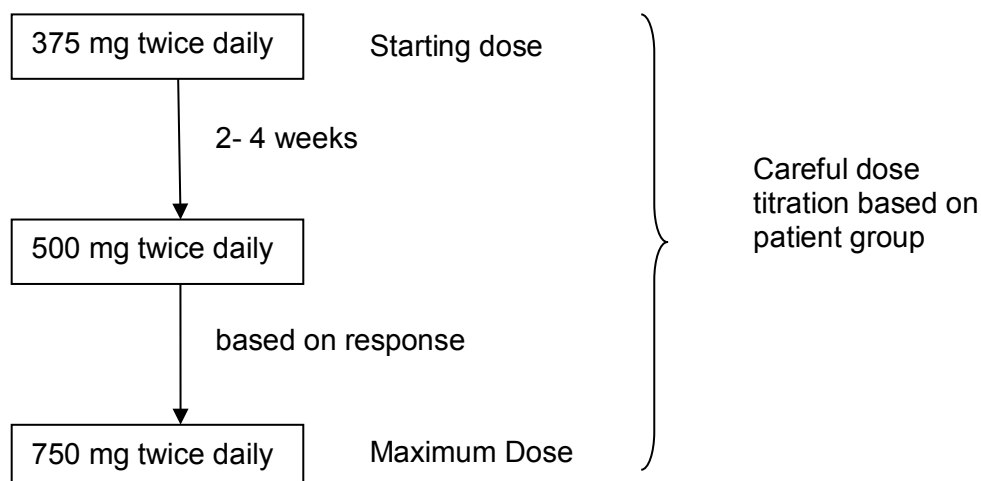 375 mg twice daily
Starting dose
2- 4 weeks
Careful dose
titration based on
patient group
500 mg twice daily
based on response
750 mg twice daily
Maximum Dose